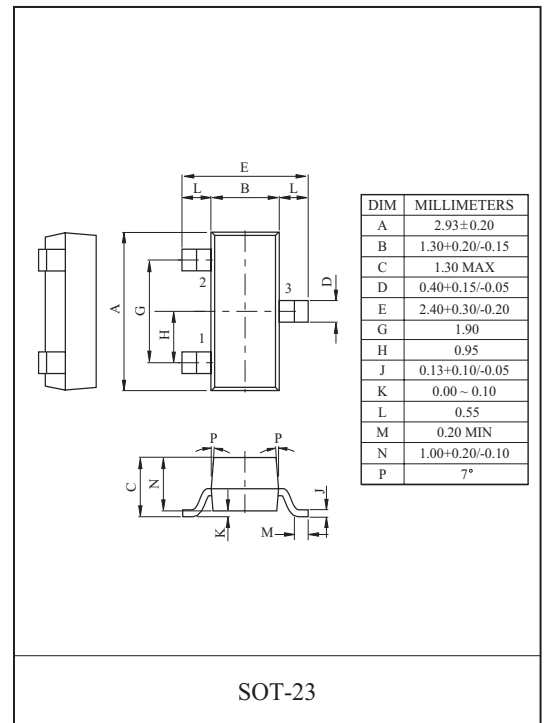 E
L B L
2
3
D
A
G
H
1
P P
C
N
J
K
M
DIM MILLIMETERS
A 2.93±0.20
B 1.30+0.20/-0.15
C 1.30 MAX
D 0.40+0.15/-0.05
E 2.40+0.30/-0.20
G 1.90
H 0.95
J 0.13+0.10/-0.05
K 0.00 ~ 0.10
L 0.55
M 0.20 MIN
N 1.00+0.20/-0.10
P 7°
SOT-23